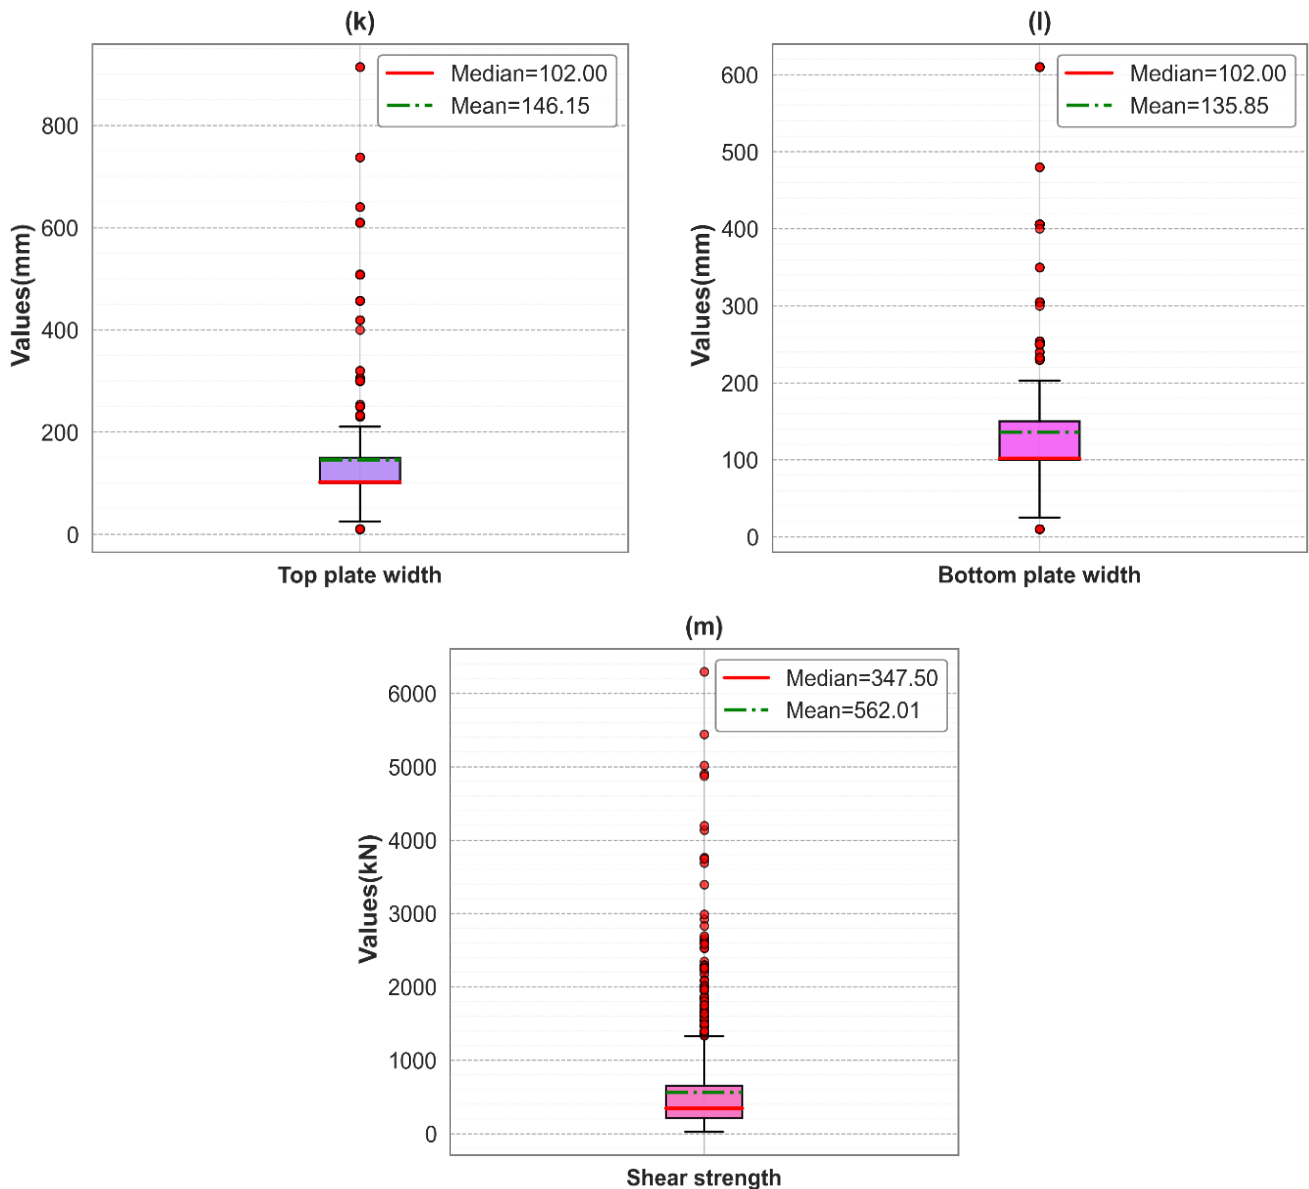 (k)
Median=102.00
Mean=146.15
800
600
400
200
0
Values(mm)
Top plate width
(l)
Median=102.00
Mean=135.85
600
500
400
300
200
100
0
Values(mm)
Bottom plate width
(m)
Median=347.50
Mean=562.01
6000
5000
4000
3000
2000
1000
0
Values(kN)
Shear strength